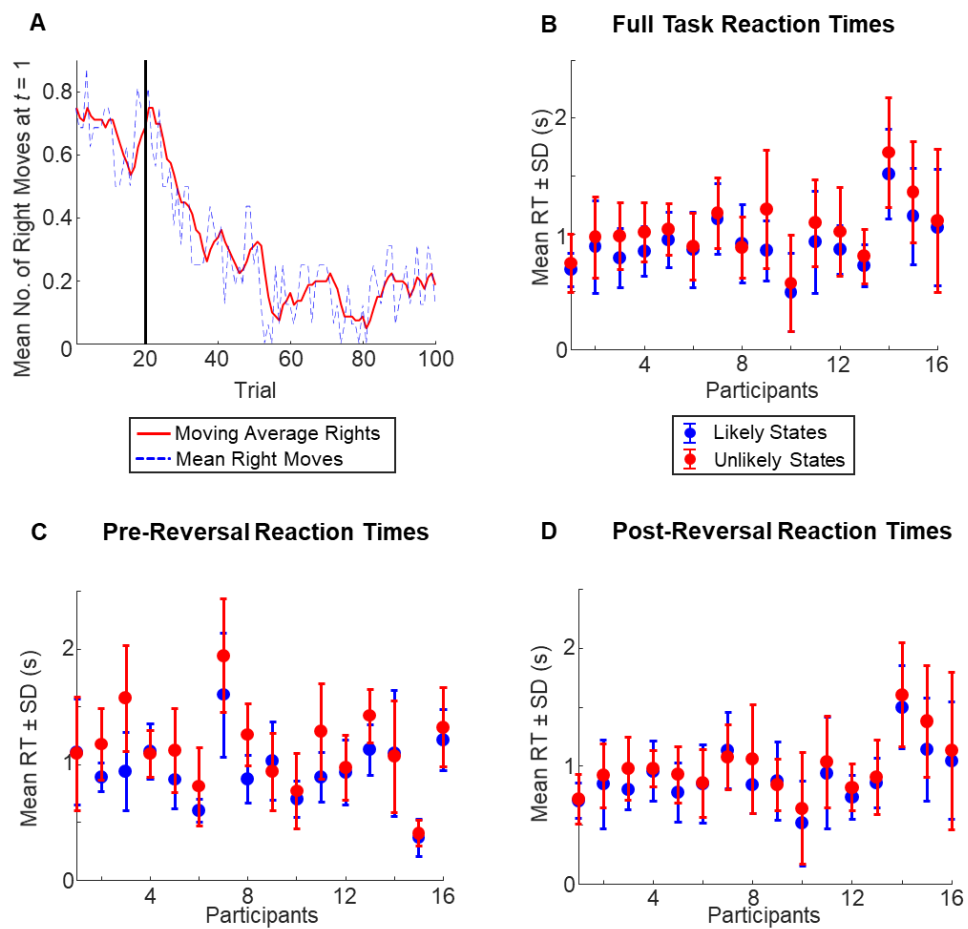 A
Mean No. of Right Moves at t = 1
0.8
0.6
0.4
0.2
0
20
40
60
80
100
Trial
Moving Average Rights
Mean Right Moves
B
Full Task Reaction Times
Mean RT ± SD (s)
2
1
0
4
8
12
16
Participants
Likely States
Unlikely States
C
Pre-Reversal Reaction Times
Mean RT ± SD (s)
2
1
0
4
8
12
16
Participants
D
Post-Reversal Reaction Times
Mean RT ± SD (s)
2
1
0
4
8
12
16
Participants